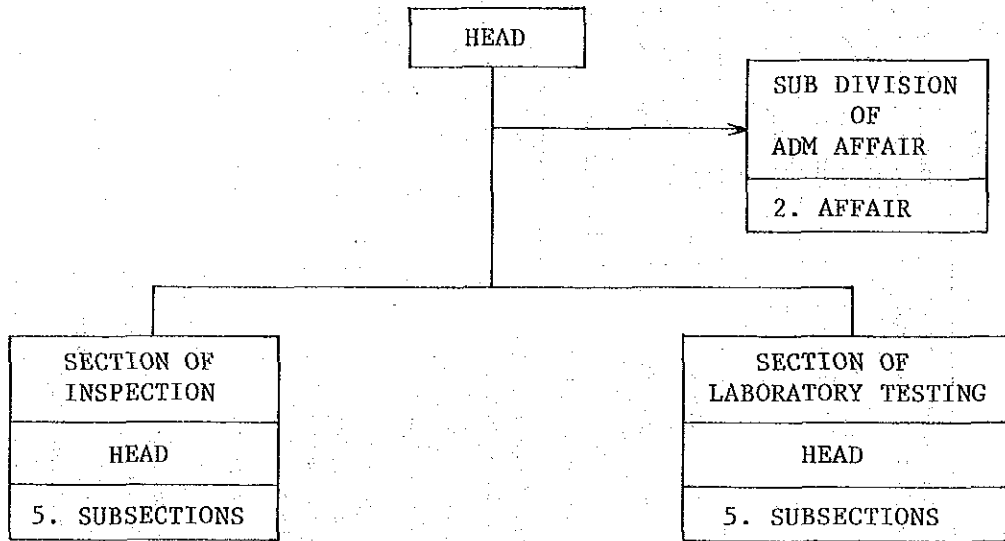 HEAD
SUB DIVISION
OF
ADM AFFAIR
2. AFFAIR
SECTION OF
INSPECTION
HEAD
5. SUBSECTIONS
SECTION OF
LABORATORY TESTING
HEAD
5. SUBSECTIONS